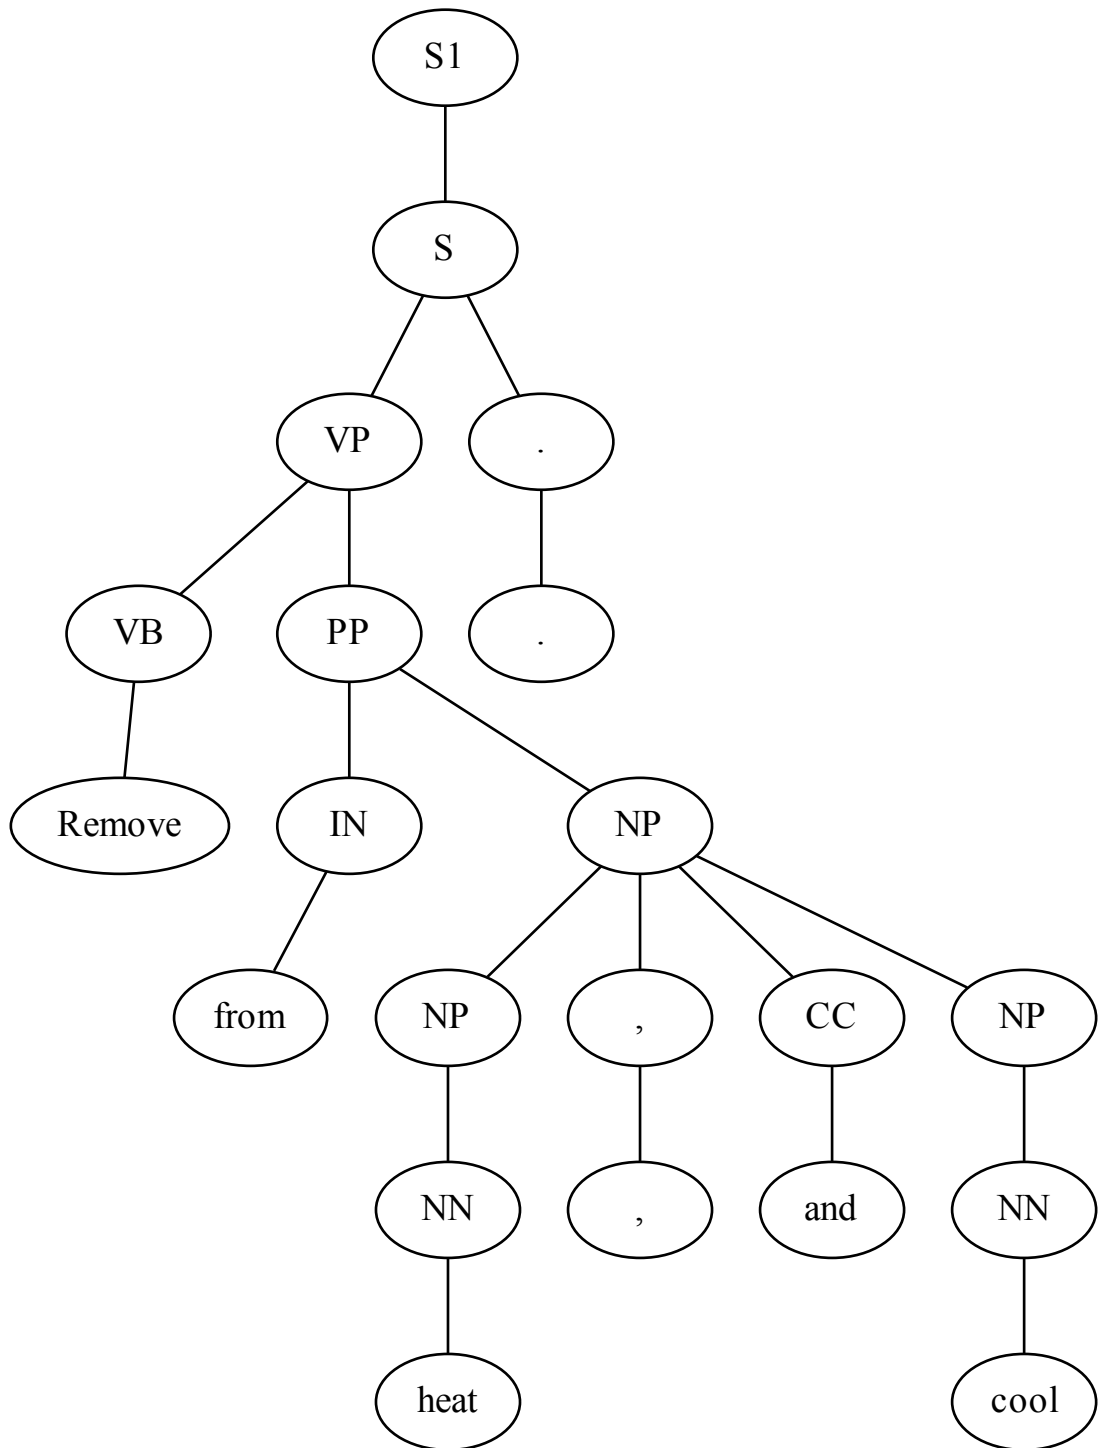 S1
S
VP .
VB PP .
Remove IN NP
from NP , CC NP
NN , and NN
heat cool